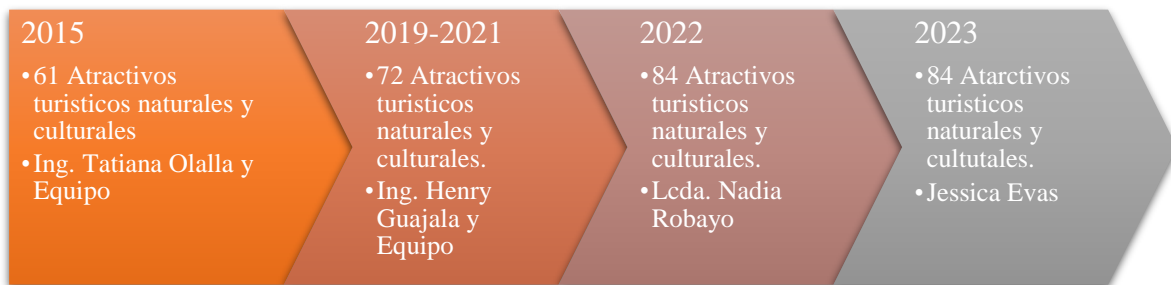 2015
•61 Atractivos
turisticos naturales y
culturales
•Ing. Tatiana Olalla y
Equipo
2019-2021
•72 Atractivos
turisticos
naturales y
culturales.
•Ing. Henry
Guajala y
Equipo
2022
•84 Atractivos
turisticos
naturales y
culturales.
•Lcda. Nadia
Robayo
2023
•84 Atarctivos
turisticos
naturales y
cultutales.
•Jessica Evas